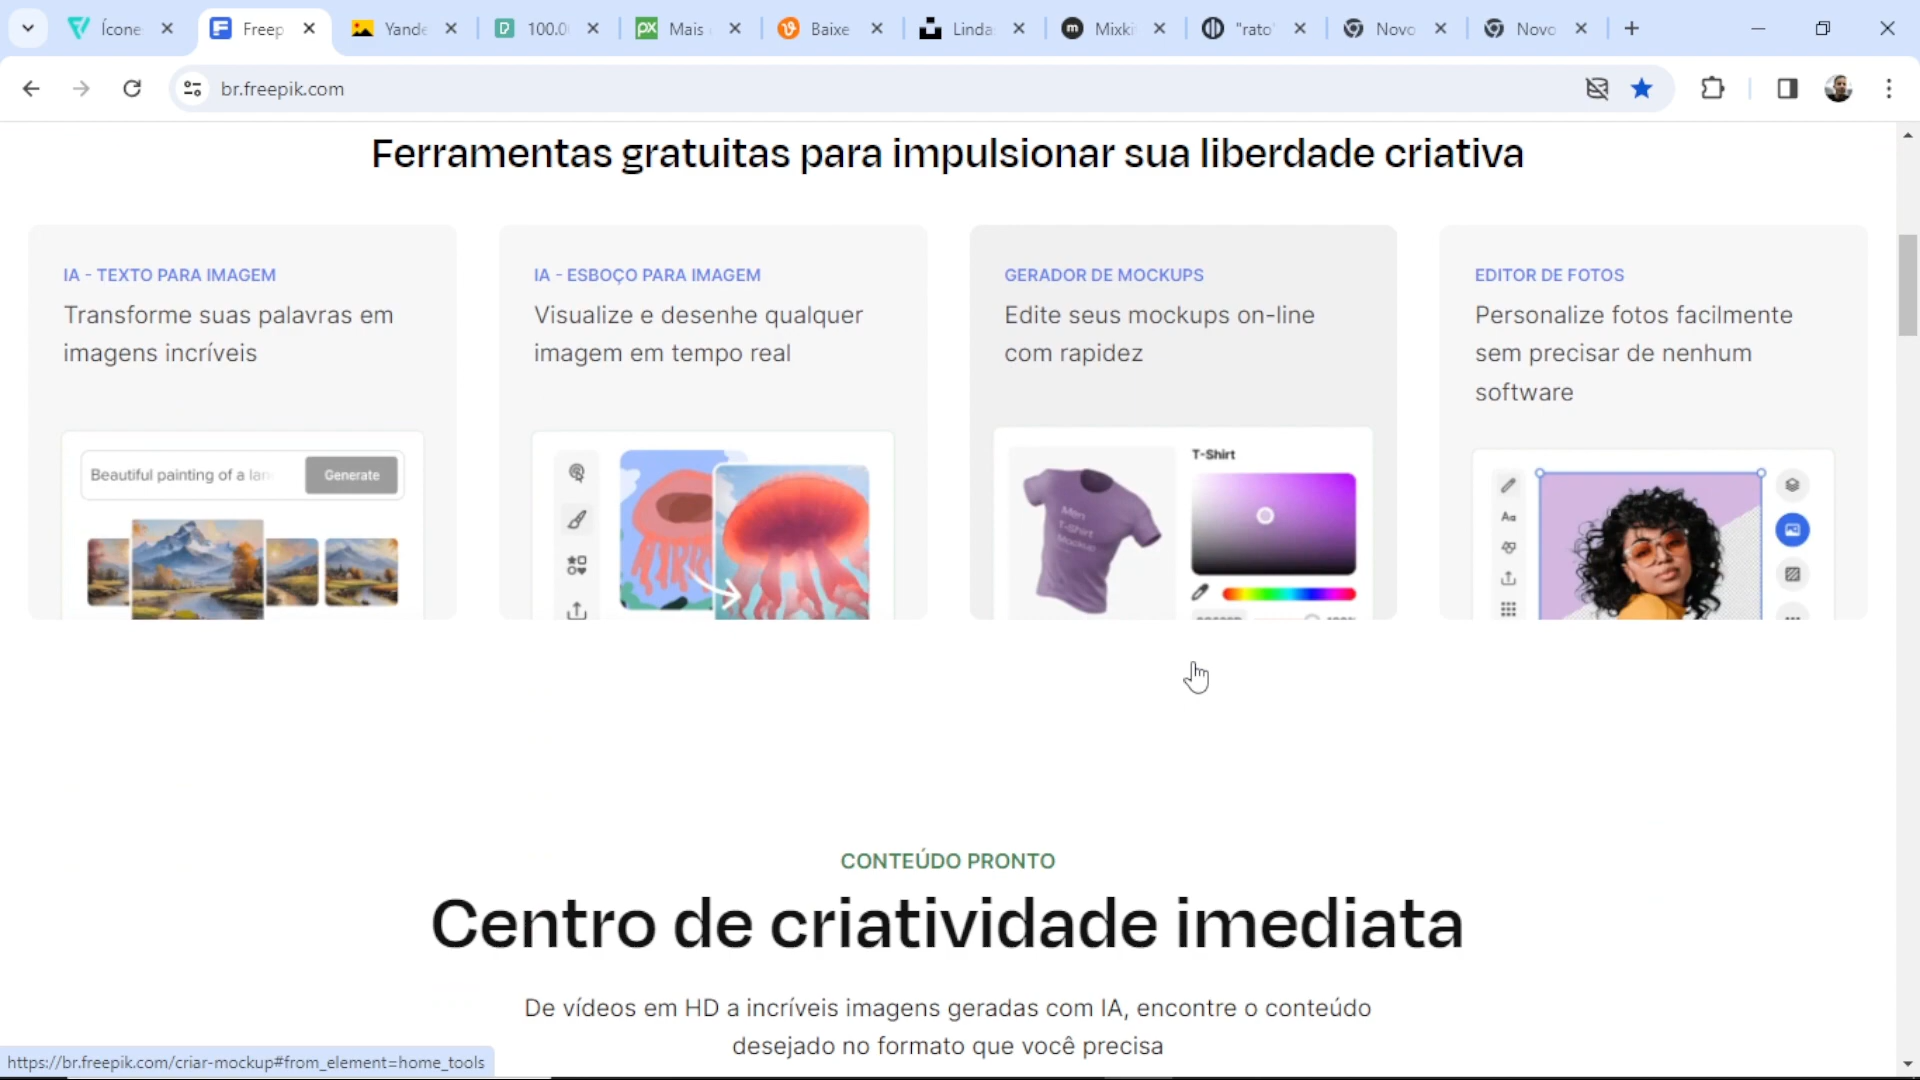 Ícone
Freep
Yande
100.0
Mais
Baixe
Linda
Mixki
"rato"
Novo
Novo
br.freepik.com
Ferramentas gratuitas para impulsionar sua liberdade criativa
IA - TEXTO PARA IMAGEM
Transforme suas palavras em
imagens incríveis
Beautiful painting of a lan
Generate
IA - ESBOÇO PARA IMAGEM
Visualize e desenhe qualquer
imagem em tempo real
GERADOR DE MOCKUPS
Edite seus mockups on-line
com rapidez
Men
T-Shirt
Mockup
T-Shirt
EDITOR DE FOTOS
Personalize fotos facilmente
sem precisar de nenhum
software
Aa
CONTEÚDO PRONTO
Centro de criatividade imediata
De vídeos em HD a incríveis imagens geradas com IA, encontre o conteúdo
desejado no formato que você precisa
https://br.freepik.com/criar-mockup#from_element=home_tools